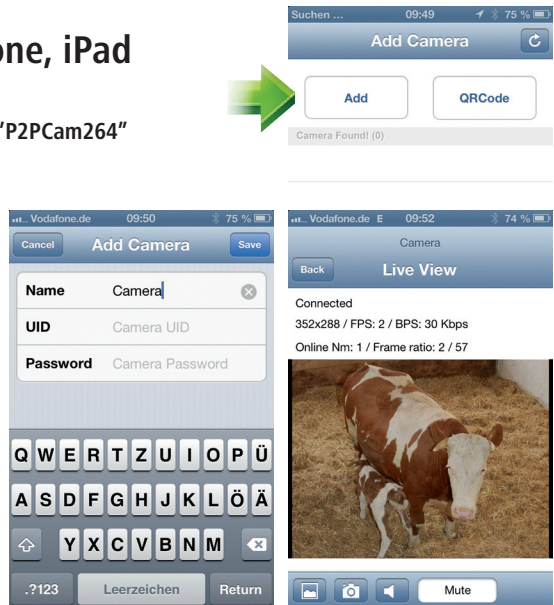 Suchen ... 09:49 75 %
Add Camera
one, iPad
Add QRCode
"P2PCam264"
Camera Found! (0)
Vodafone.de 09:50 75 %
Cancel Add Camera Save
Name Camera
UID Camera UID
Password Camera Password
Q W E R T Z U I O P Ü
A S D F G H J K L Ö Ä
Y X C V B N M
.?123 Leerzeichen Return
Vodafone.de E 09:52 74 %
Camera
Back Live View
Connected
352x288 / FPS: 2 / BPS: 30 Kbps
Online Nm: 1 / Frame ratio: 2 / 57
Mute